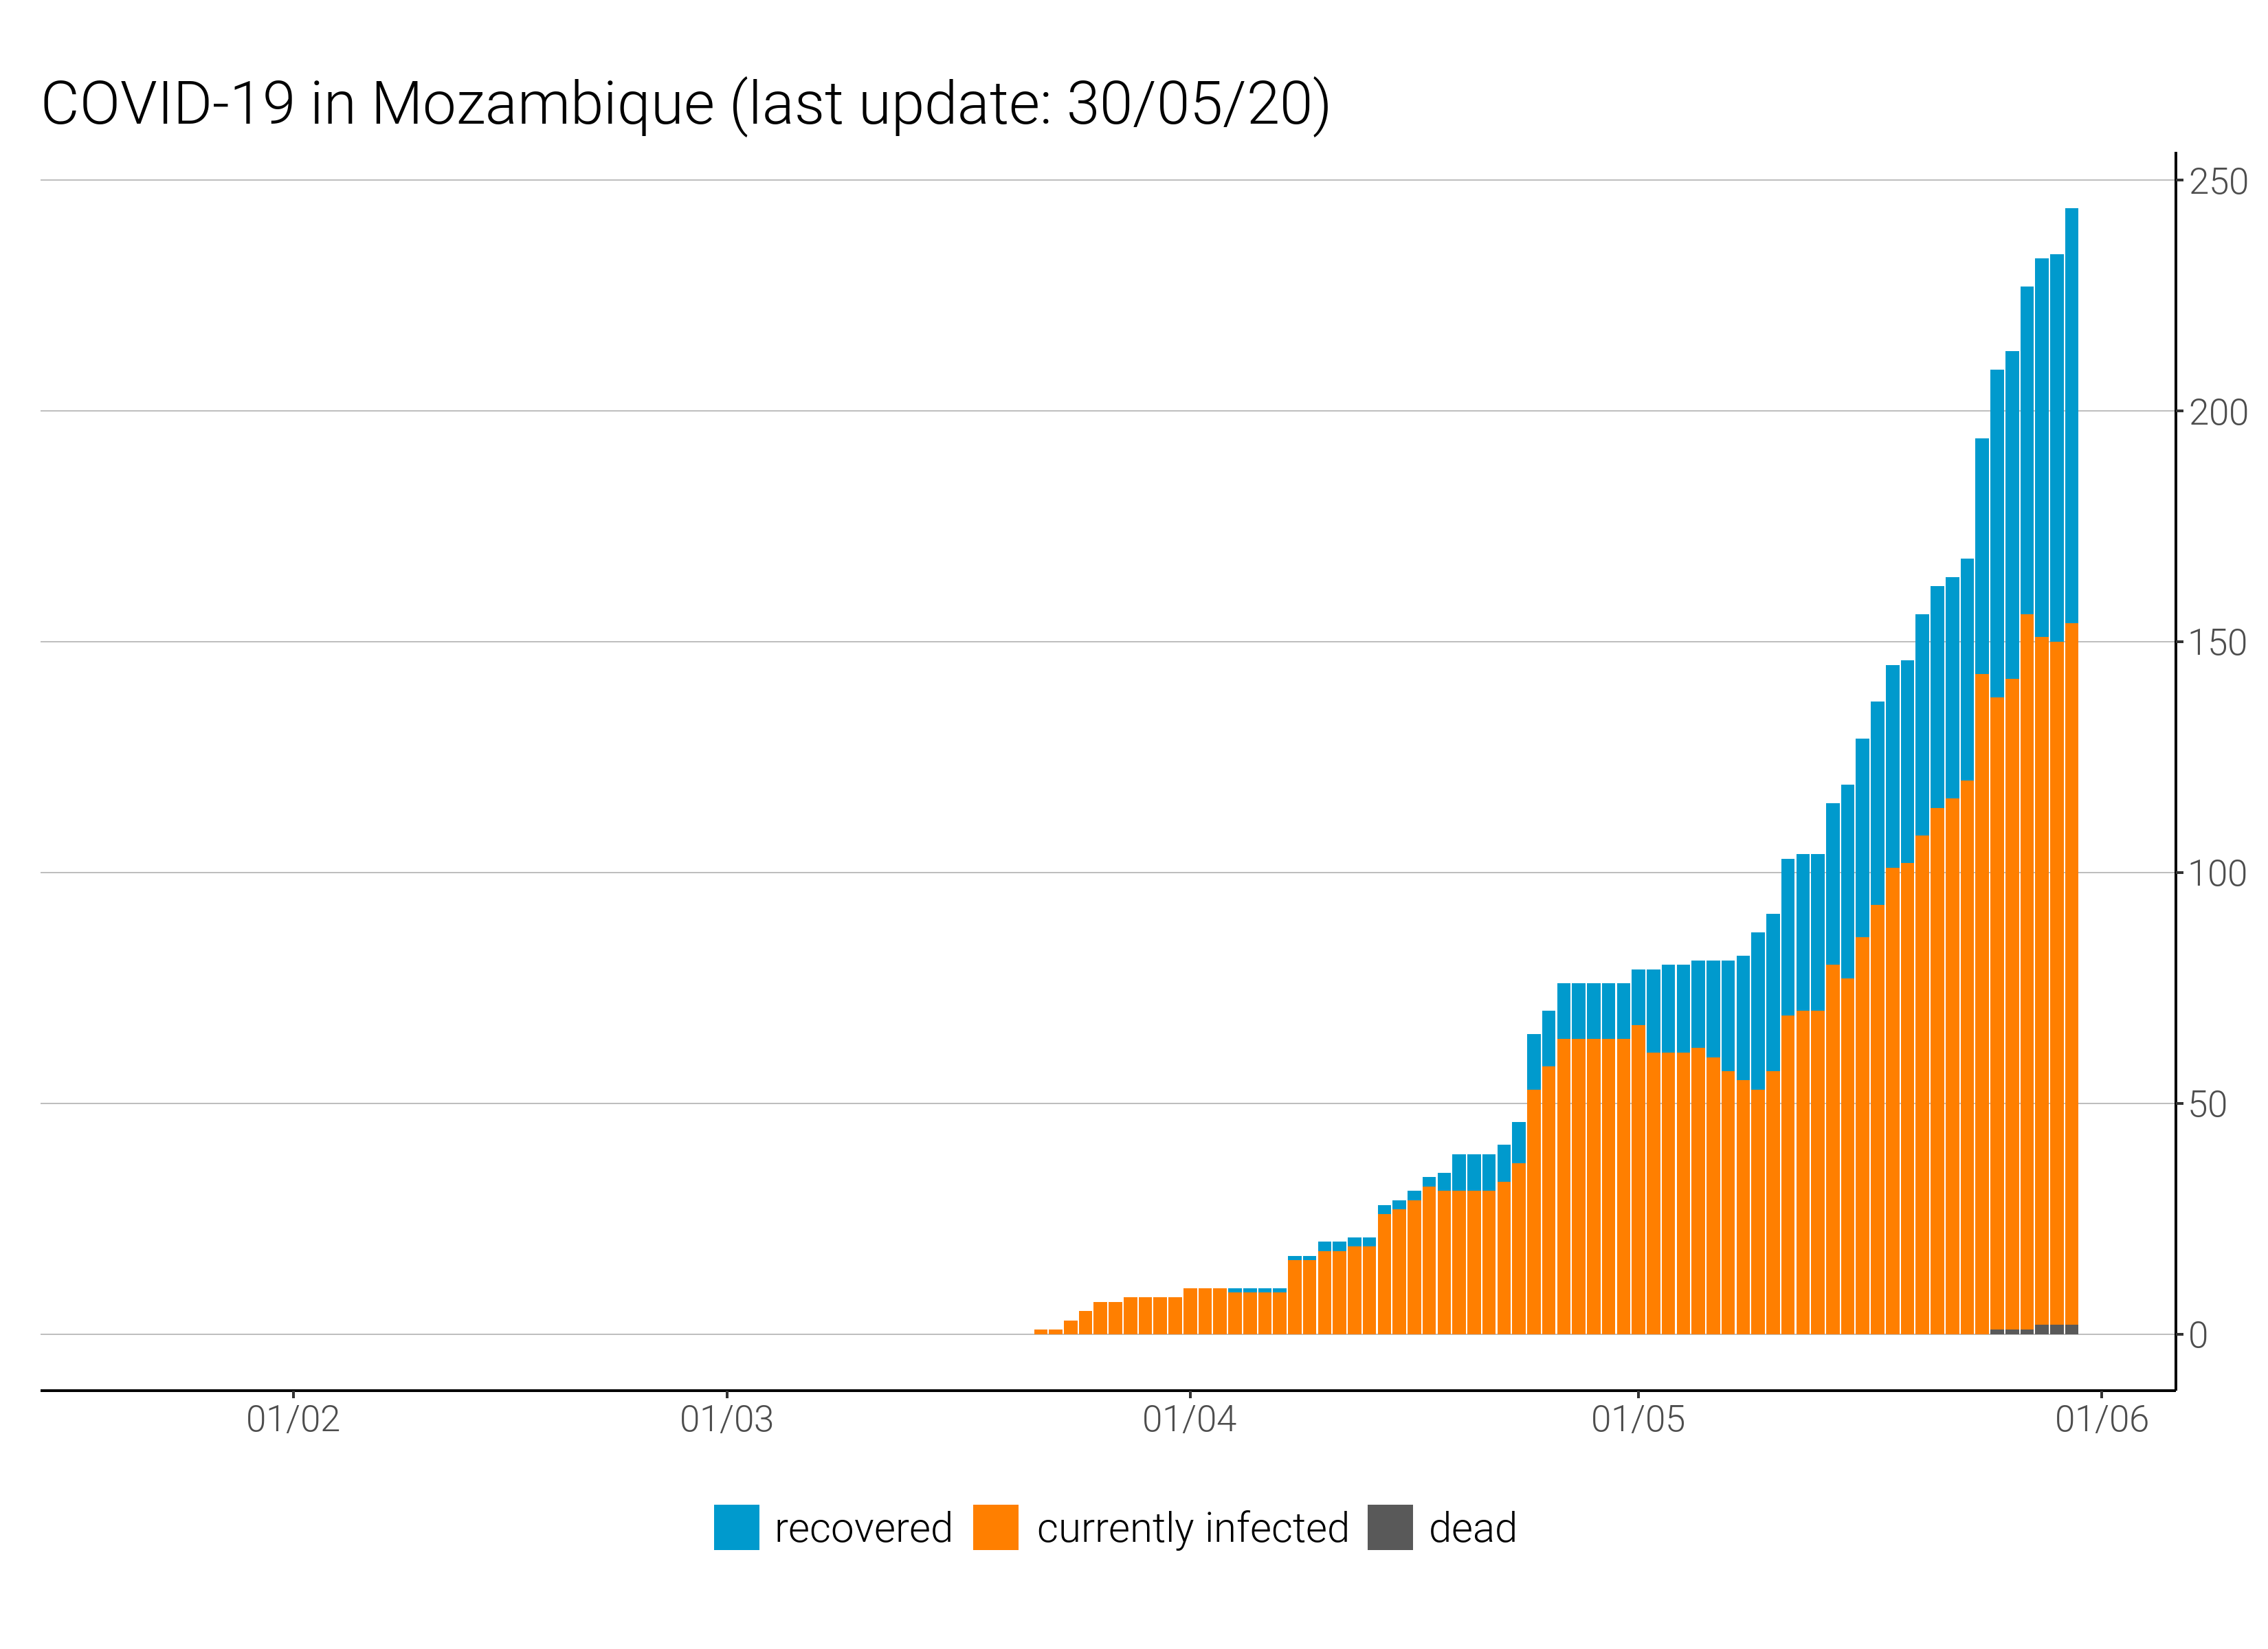 COVID-19 in Mozambique (last update: 30/05/20)
250
200
150
100
50
0
01/02 01/03 01/04 01/05 01/06
recovered currently infected dead